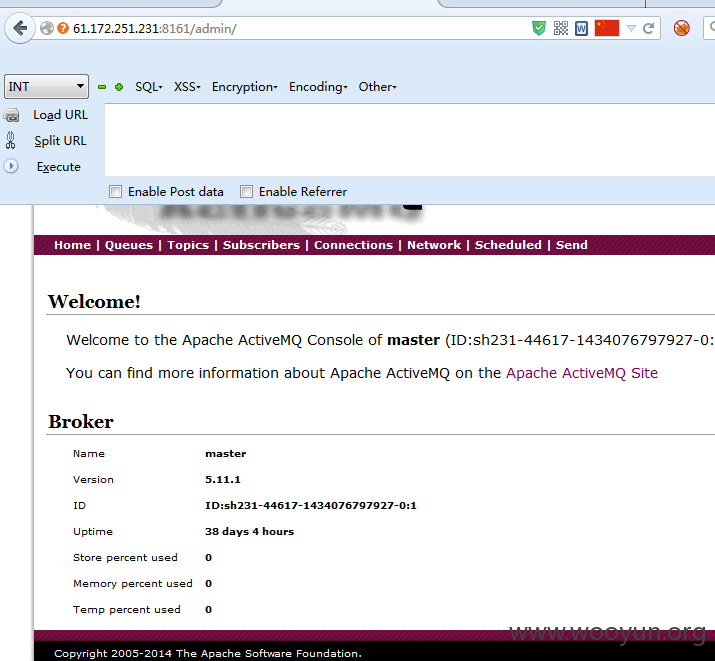 61.172.251.231:8161/admin/
INT SQL XSS Encryption Encoding Other
Load URL
Split URL
Execute
Enable Post data Enable Referrer
Home | Queues | Topics | Subscribers | Connections | Network | Scheduled | Send
Welcome!
Welcome to the Apache ActiveMQ Console of master (ID:sh231-44617-1434076797927-0:
You can find more information about Apache ActiveMQ on the Apache ActiveMQ Site
Broker
Name master
Version 5.11.1
ID ID:sh231-44617-1434076797927-0:1
Uptime 38 days 4 hours
Store percent used 0
Memory percent used 0
Temp percent used 0
www.wooyun.org
Copyright 2005-2014 The Apache Software Foundation.